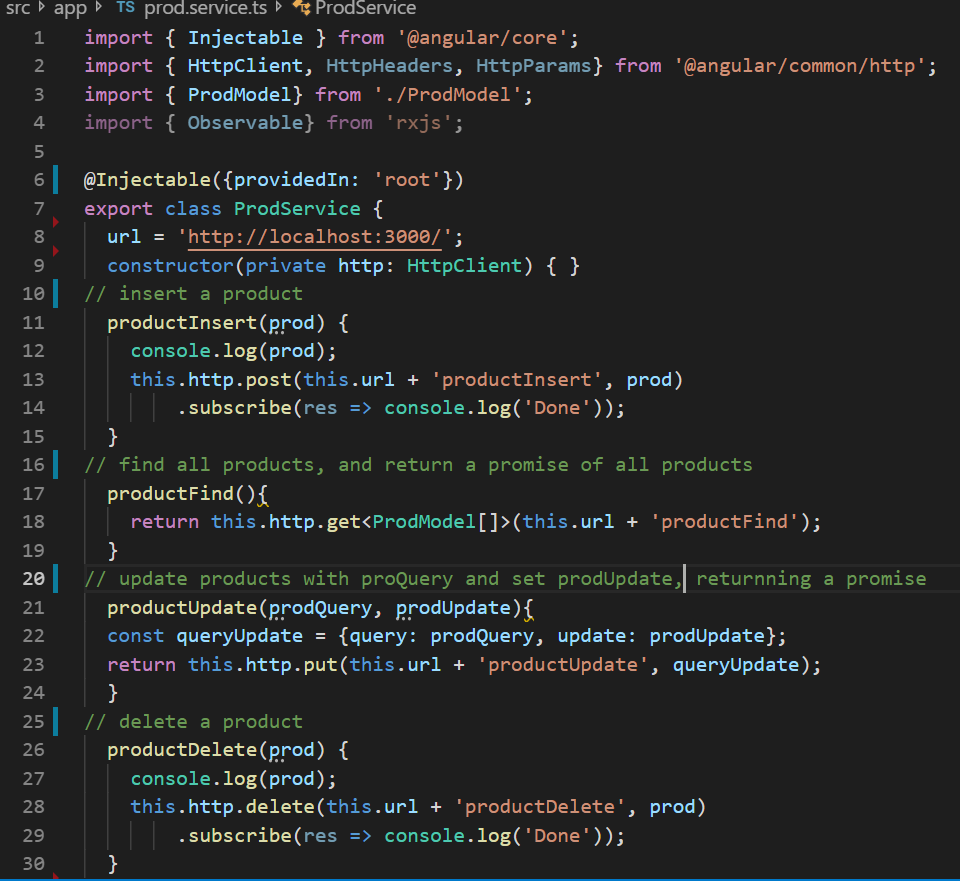 src > app > TS prod.service.ts > ProdService
1 import { Injectable } from '@angular/core';
2 import { HttpClient, HttpHeaders, HttpParams} from '@angular/common/http';
3 import { ProdModel} from './ProdModel';
4 import { Observable} from 'rxjs';
5
6 @Injectable({providedIn: 'root'})
7 export class ProdService {
8 url = 'http://localhost:3000/';
9 constructor(private http: HttpClient) { }
10 // insert a product
11 productInsert(prod) {
12 console.log(prod);
13 this.http.post(this.url + 'productInsert', prod)
14 .subscribe(res => console.log('Done'));
15 }
16 // find all products, and return a promise of all products
17 productFind(){
18 return this.http.get<ProdModel[]>(this.url + 'productFind');
19 }
20 // update products with proQuery and set prodUpdate, returnning a promise
21 productUpdate(prodQuery, prodUpdate){
22 const queryUpdate = {query: prodQuery, update: prodUpdate};
23 return this.http.put(this.url + 'productUpdate', queryUpdate);
24 }
25 // delete a product
26 productDelete(prod) {
27 console.log(prod);
28 this.http.delete(this.url + 'productDelete', prod)
29 .subscribe(res => console.log('Done'));
30 }